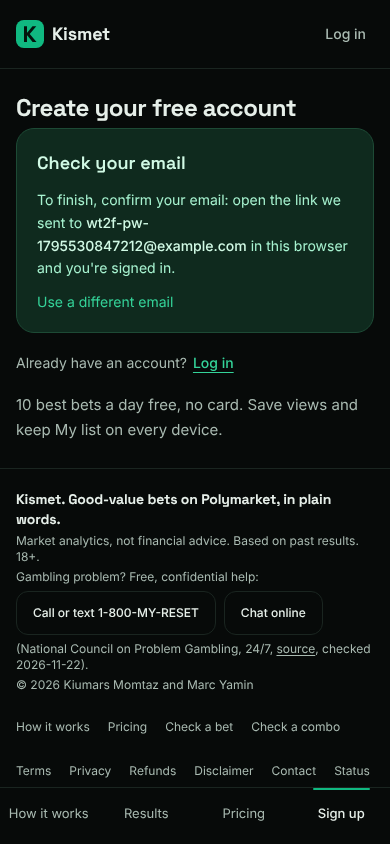 K Kismet Log in
Create your free account
Check your email
To finish, confirm your email: open the link we
sent to wt2f-pw-
1795530847212@example.com in this browser
and you're signed in.
Use a different email
Already have an account? Log in
10 best bets a day free, no card. Save views and
keep My list on every device.
Kismet. Good-value bets on Polymarket, in plain
words.
Market analytics, not financial advice. Based on past results.
18+.
Gambling problem? Free, confidential help:
Call or text 1-800-MY-RESET Chat online
(National Council on Problem Gambling, 24/7, source, checked
2026-11-22).
© 2026 Kiumars Momtaz and Marc Yamin
How it works Pricing Check a bet Check a combo
Terms Privacy Refunds Disclaimer Contact Status
How it works Results Pricing Sign up